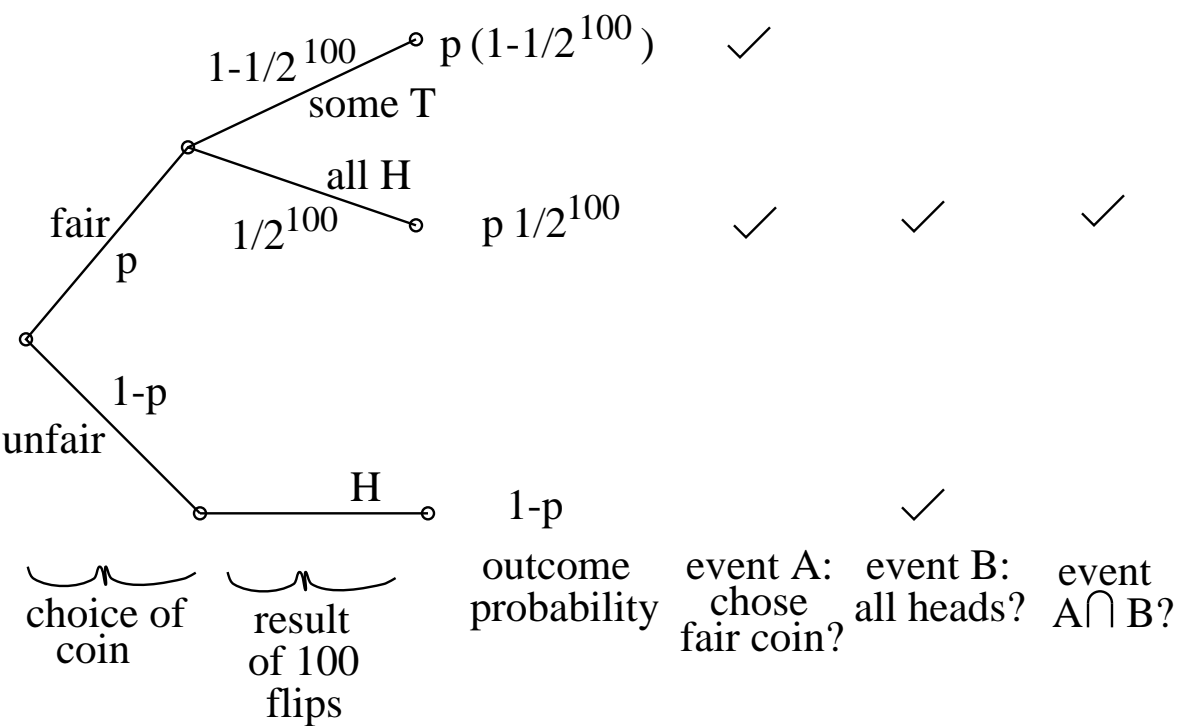 1-1/2^100
p (1-1/2^100 )
some T
all H
1/2^100
p 1/2^100
fair
p
1-p
unfair
H
1-p
choice of
coin
result
of 100
flips
outcome
probability
event A:
chose
fair coin?
event B:
all heads?
event
A∩ B?